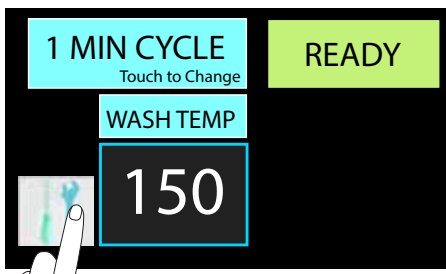 1 MIN CYCLE
Touch to Change
READY
WASH TEMP
150